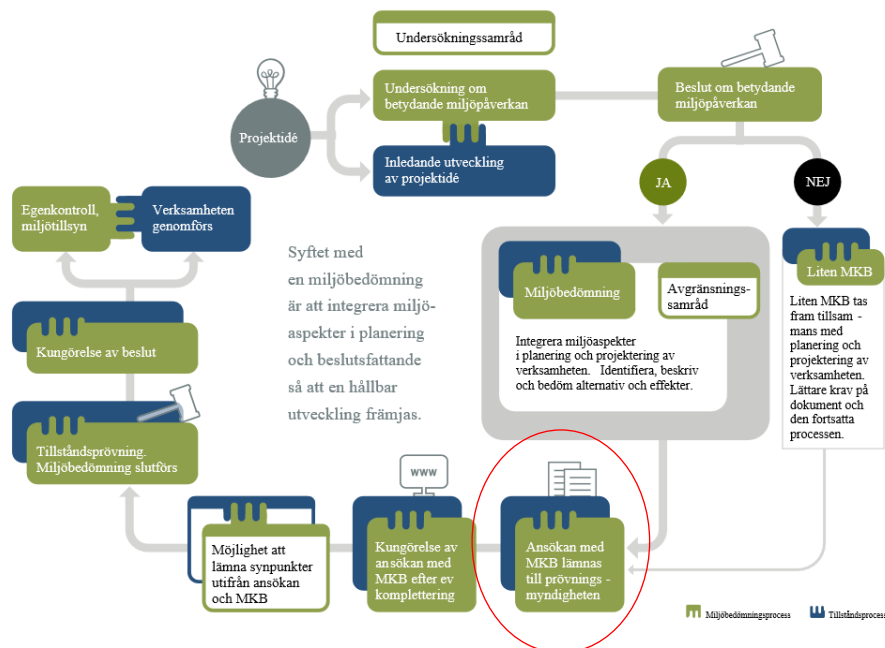 Undersökningssamråd
Projektidé
Undersökning om
betydande miljöpåverkan
Inledande utveckling
av projektidé
Beslut om betydande
miljöpåverkan
JA
NEJ
Miljöbedömning
Avgränsnings-
samråd
Integrera miljöaspekter
i planering och projektering av
verksamheten. Identifiera, beskriv
och bedöm alternativ och effekter.
Liten MKB
Liten MKB tas
fram tillsam -
mans med
planering och
projektering av
verksamheten.
Lättare krav på
dokument och
den fortsatta
processen.
Syftet med
en miljöbedömning
är att integrera miljö-
aspekter i planering
och beslutsfattande
så att en hållbar
utveckling främjas.
Ansökan med
MKB lämnas
till prövnings -
myndigheten
www
Kungörelse av
ansökan med
MKB efter ev
komplettering
Möjlighet att
lämna synpunkter
utifrån ansökan
och MKB
Tillståndsprövning.
Miljöbedömning slutförs
Kungörelse av beslut
Egenkontroll,
miljötillsyn
Verksamheten
genomförs
Miljöbedömningsprocess
Tillståndsprocess